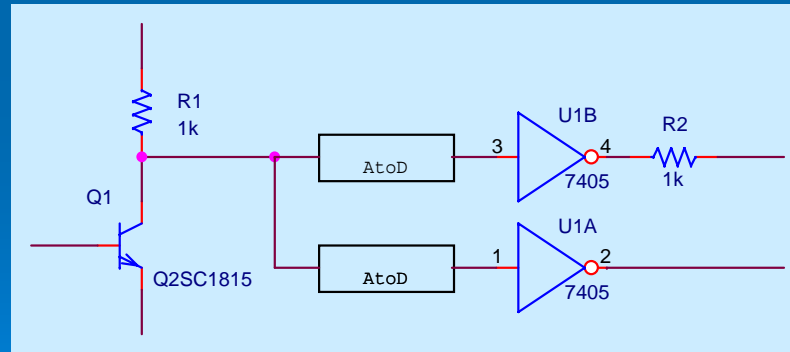 R1
1k
Q1
Q2SC1815
AtoD
3
U1B
4
7405
R2
1k
AtoD
1
U1A
2
7405